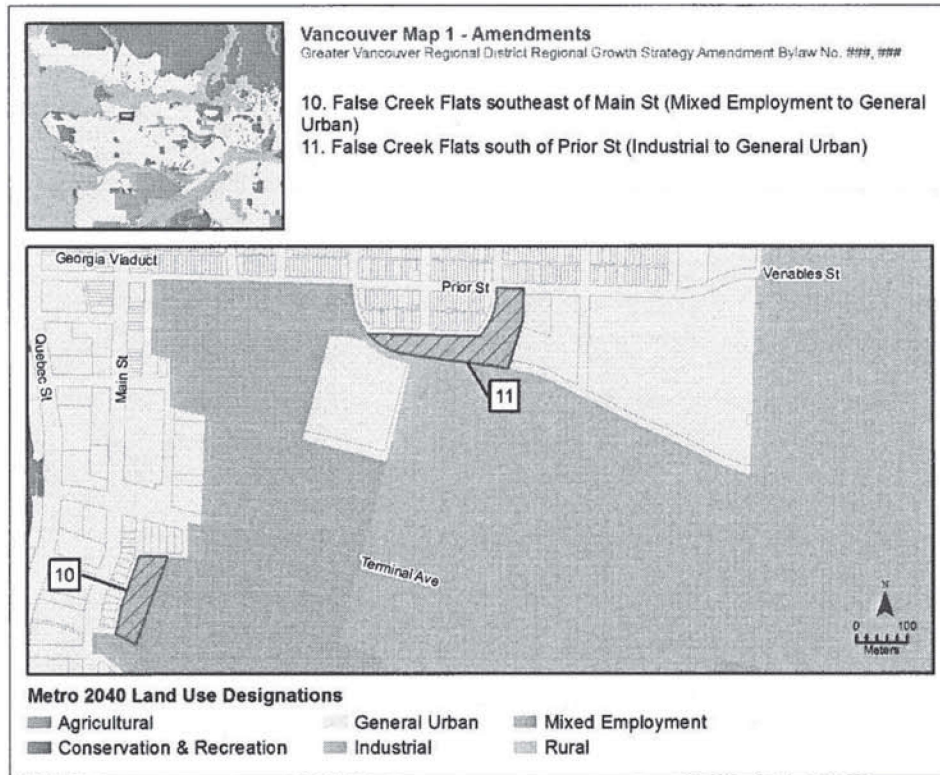 Vancouver Map 1 - Amendments
Greater Vancouver Regional District Regional Growth Strategy Amendment Bylaw No. ###, ###
10. False Creek Flats southeast of Main St (Mixed Employment to General
Urban)
11. False Creek Flats south of Prior St (Industrial to General Urban)
Georgia Viaduct
Prior St
Venables St
Quebec St
Main St
11
10
Terminal Ave
N
0 100
Meters
Metro 2040 Land Use Designations
Agricultural
General Urban
Mixed Employment
Conservation & Recreation
Industrial
Rural